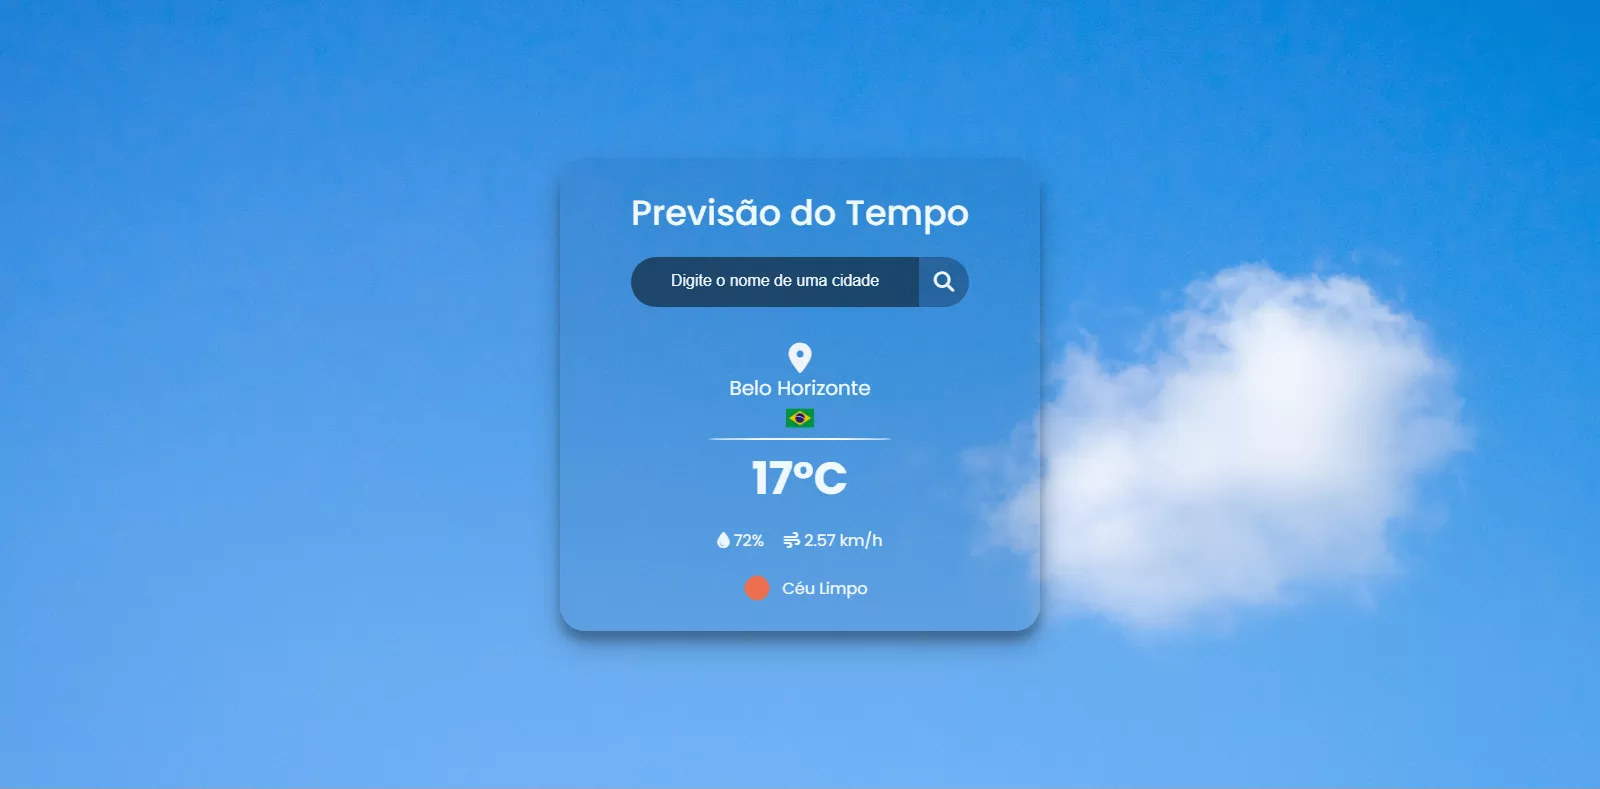 Previsão do Tempo
Digite o nome de uma cidade
Belo Horizonte
17°C
72% 2.57 km/h
Céu Limpo